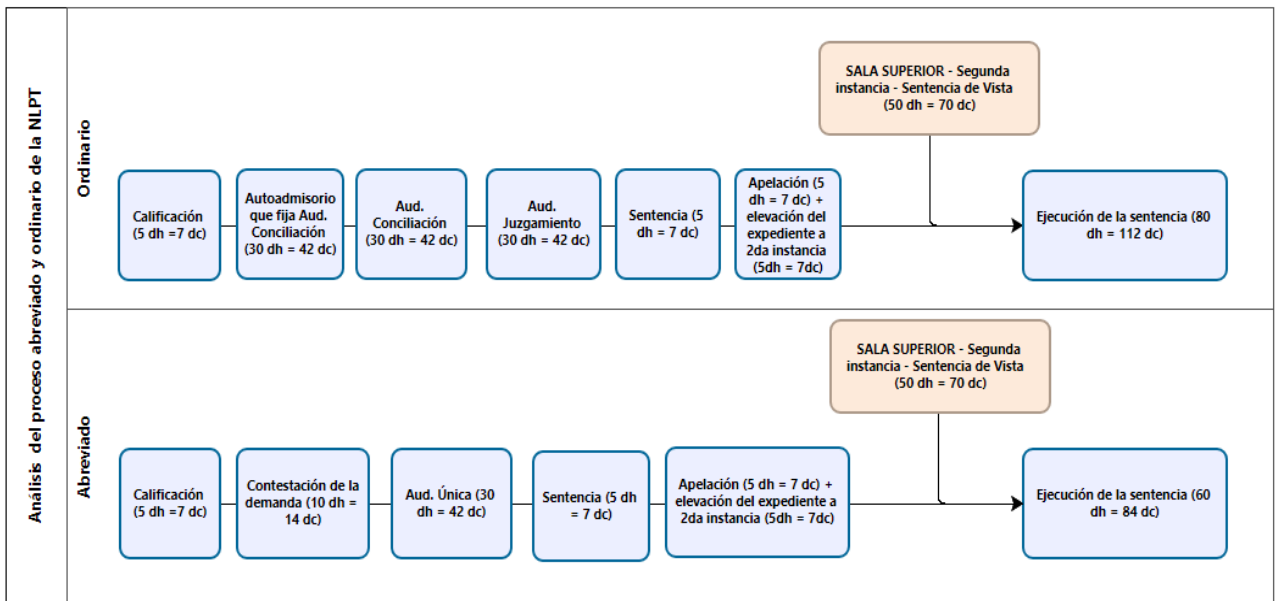 Análisis del proceso abreviado y ordinario de la NLPT
Ordinario
SALA SUPERIOR - Segunda
instancia - Sentencia de Vista
(50 dh = 70 dc)
Calificación
(5 dh =7 dc)
Autoadmisorio
que fija Aud.
Conciliación
(30 dh = 42 dc)
Aud.
Conciliación
(30 dh = 42 dc)
Aud.
Juzgamiento
(30 dh = 42 dc)
Sentencia (5
dh = 7 dc)
Apelación (5
dh = 7 dc) +
elevación del
expediente a
2da instancia
(5dh = 7dc)
Ejecución de la sentencia (80
dh = 112 dc)
Abreviado
SALA SUPERIOR - Segunda
instancia - Sentencia de Vista
(50 dh = 70 dc)
Calificación
(5 dh =7 dc)
Contestación de la
demanda (10 dh =
14 dc)
Aud. Única (30
dh = 42 dc)
Sentencia (5 dh
= 7 dc)
Apelación (5 dh = 7 dc) +
elevación del expediente a
2da instancia (5dh = 7dc)
Ejecución de la sentencia (60
dh = 84 dc)